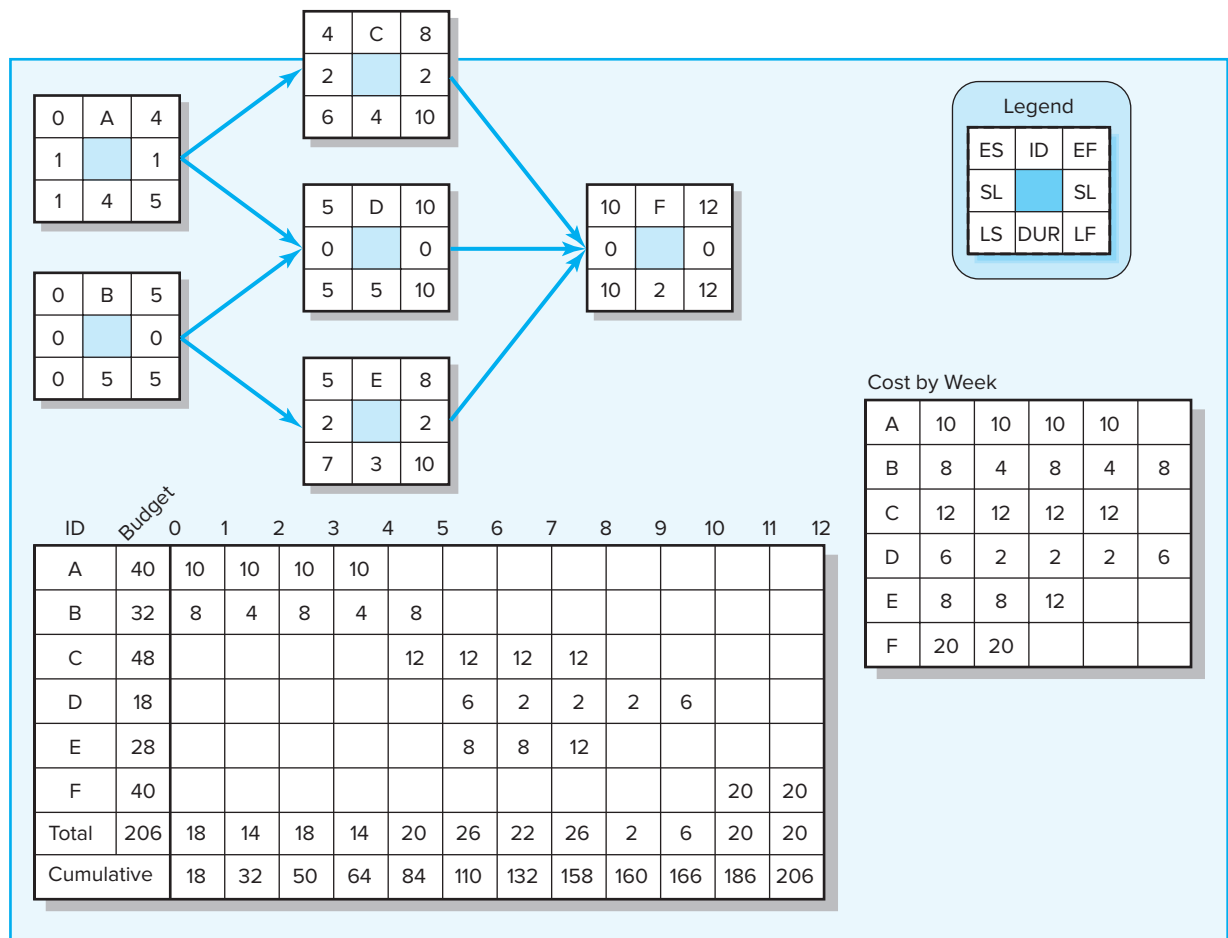 4 C 8
2 2
6 4 10
0 A 4
1 1
1 4 5
5 D 10
0 0
5 5 10
10 F 12
0 0
10 2 12
0 B 5
0 0
0 5 5
5 E 8
2 2
7 3 10
Legend
ES ID EF
SL SL
LS DUR LF
Cost by Week
A 10 10 10 10
B 8 4 8 4 8
C 12 12 12 12
D 6 2 2 2 6
E 8 8 12
F 20 20
ID Budget 0 1 2 3 4 5 6 7 8 9 10 11 12
A 40 10 10 10 10
B 32 8 4 8 4 8
C 48 12 12 12 12
D 18 6 2 2 2 6
E 28 8 8 12
F 40 20 20
Total 206 18 14 18 14 20 26 22 26 2 6 20 20
Cumulative 18 32 50 64 84 110 132 158 160 166 186 206